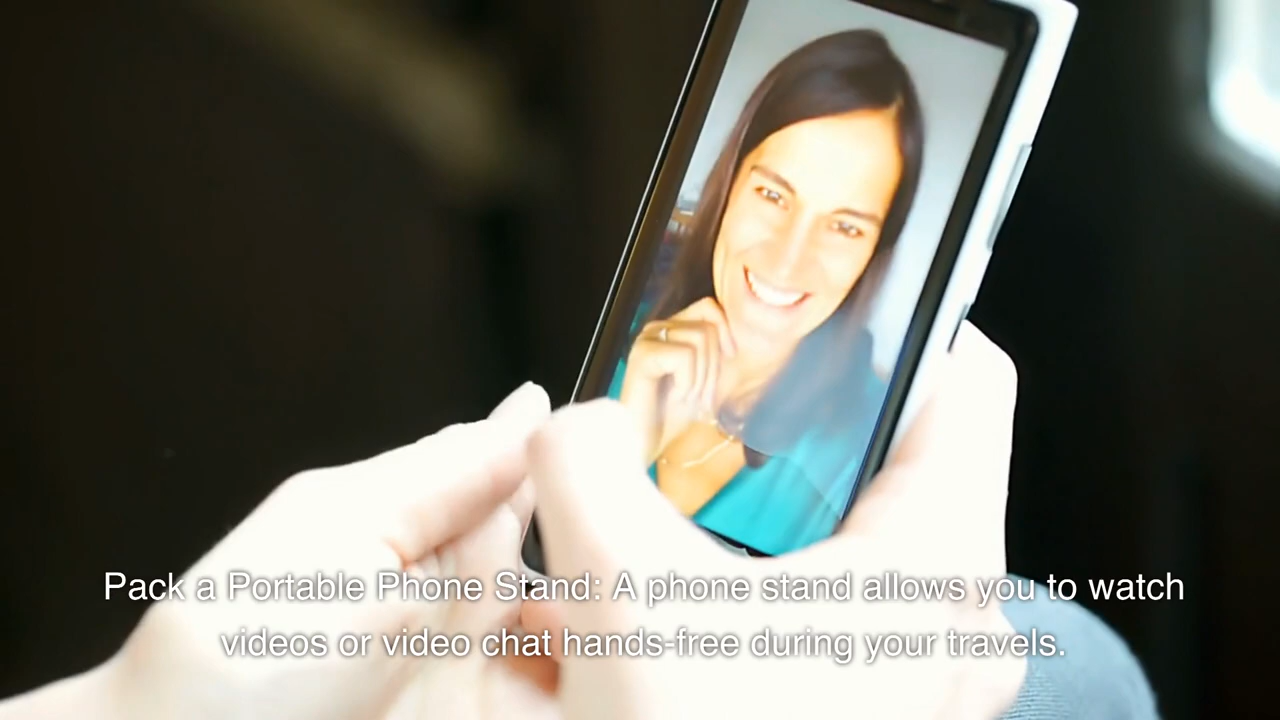 Pack a Portable Phone Stand: A phone stand allows you to watch
videos or video chat hands-free during your travels.